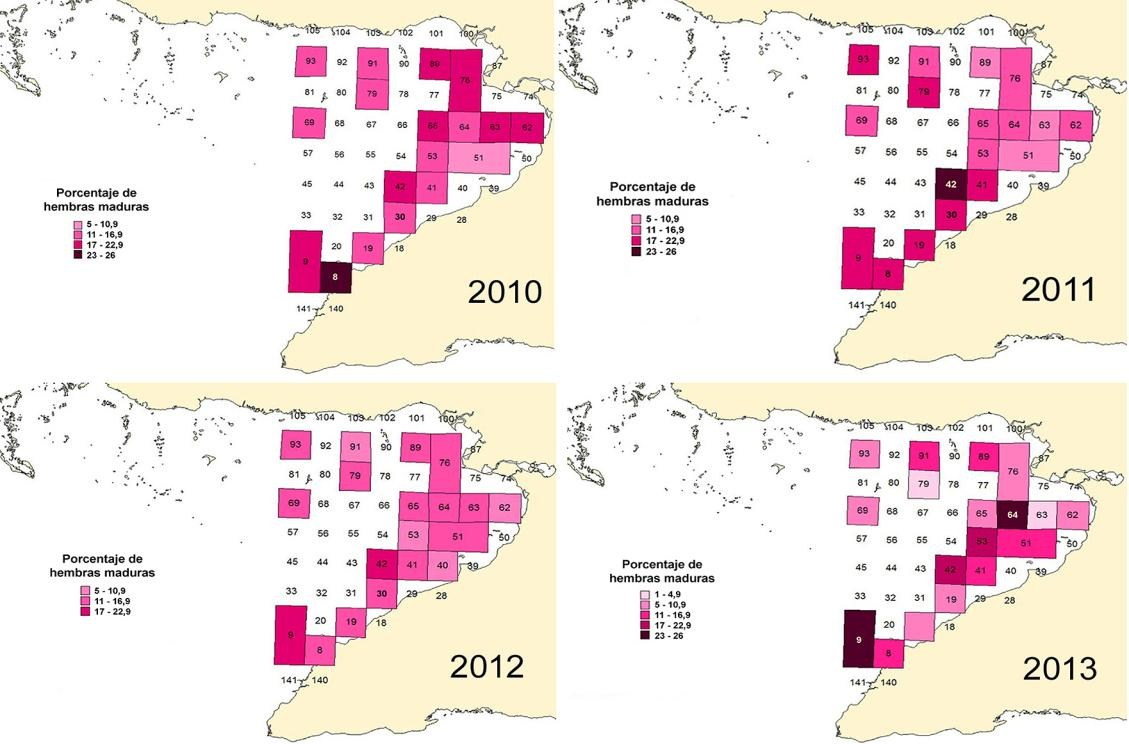 105 104 103 102 101 100
93 92 91 90 89 87
76
81 80 79 78 77 75 74
69 68 67 66 66 64 63 62
57 56 55 54 53 51 50
45 44 43 42 41 40 39
33 32 31 30 29 28
20 19 18
9 8
141 140
Porcentaje de
hembras maduras
5 - 10,9
11 - 16,9
17 - 22,9
23 - 26
2010
105 104 103 102 101 100
93 92 91 90 89 87
76
81 80 79 78 77 75 74
69 68 67 66 65 64 63 62
57 56 55 54 53 51 50
45 44 43 42 41 40 39
33 32 31 30 29 28
20 19 18
9 8
141 140
Porcentaje de
hembras maduras
5 - 10,9
11 - 16,9
17 - 22,9
23 - 26
2011
105 104 103 102 101 100
93 92 91 90 89 87
76
81 80 79 78 77 75 74
69 68 67 66 65 64 63 62
57 56 55 54 53 51 50
45 44 43 42 41 40 39
33 32 31 30 29 28
20 19 18
9 8
141 140
Porcentaje de
hembras maduras
5 - 10,9
11 - 16,9
17 - 22,9
2012
105 104 103 102 101 100
93 92 91 90 89 87
76
81 80 79 78 77 75 74
69 68 67 66 65 64 63 62
57 56 55 54 53 51 50
45 44 43 42 41 40 39
33 32 31 19 29 28
20 18
9 8
141 140
Porcentaje de
hembras maduras
1 - 4,9
5 - 10,9
11 - 16,9
17 - 22,9
23 - 26
2013